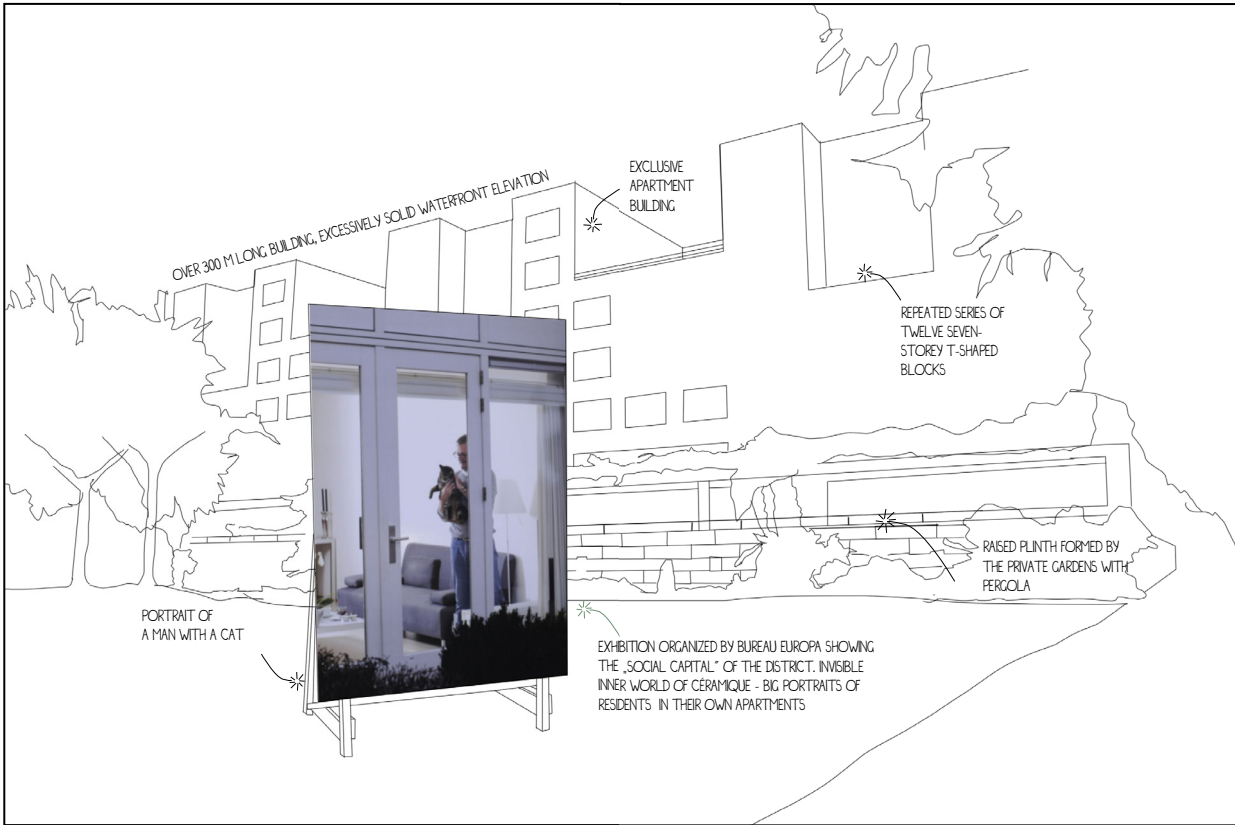 OVER 300 M LONG BUILDING, EXCESSIVELY SOLID WATERFRONT ELEVATION
EXCLUSIVE
APARTMENT
BUILDING
REPEATED SERIES OF
TWELVE SEVEN-
STOREY T-SHAPED
BLOCKS
RAISED PLINTH FORMED BY
THE PRIVATE GARDENS WITH
PERGOLA
PORTRAIT OF
A MAN WITH A CAT
EXHIBITION ORGANIZED BY BUREAU EUROPA SHOWING
THE „SOCIAL CAPITAL” OF THE DISTRICT. INVISIBLE
INNER WORLD OF CÉRAMIQUE - BIG PORTRAITS OF
RESIDENTS IN THEIR OWN APARTMENTS